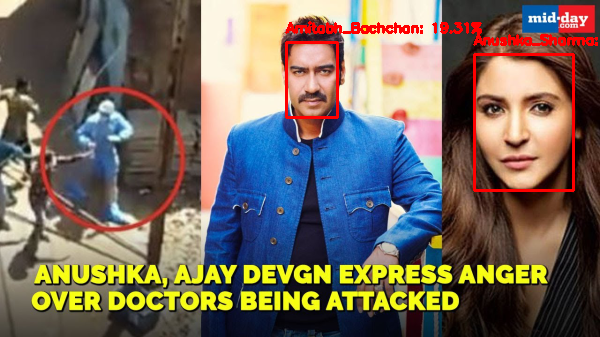 mid-day
.com
Amitabh_Bachchan: 19.31%
Anushka_Sharma:
ANUSHKA, AJAY DEVGN EXPRESS ANGER
OVER DOCTORS BEING ATTACKED